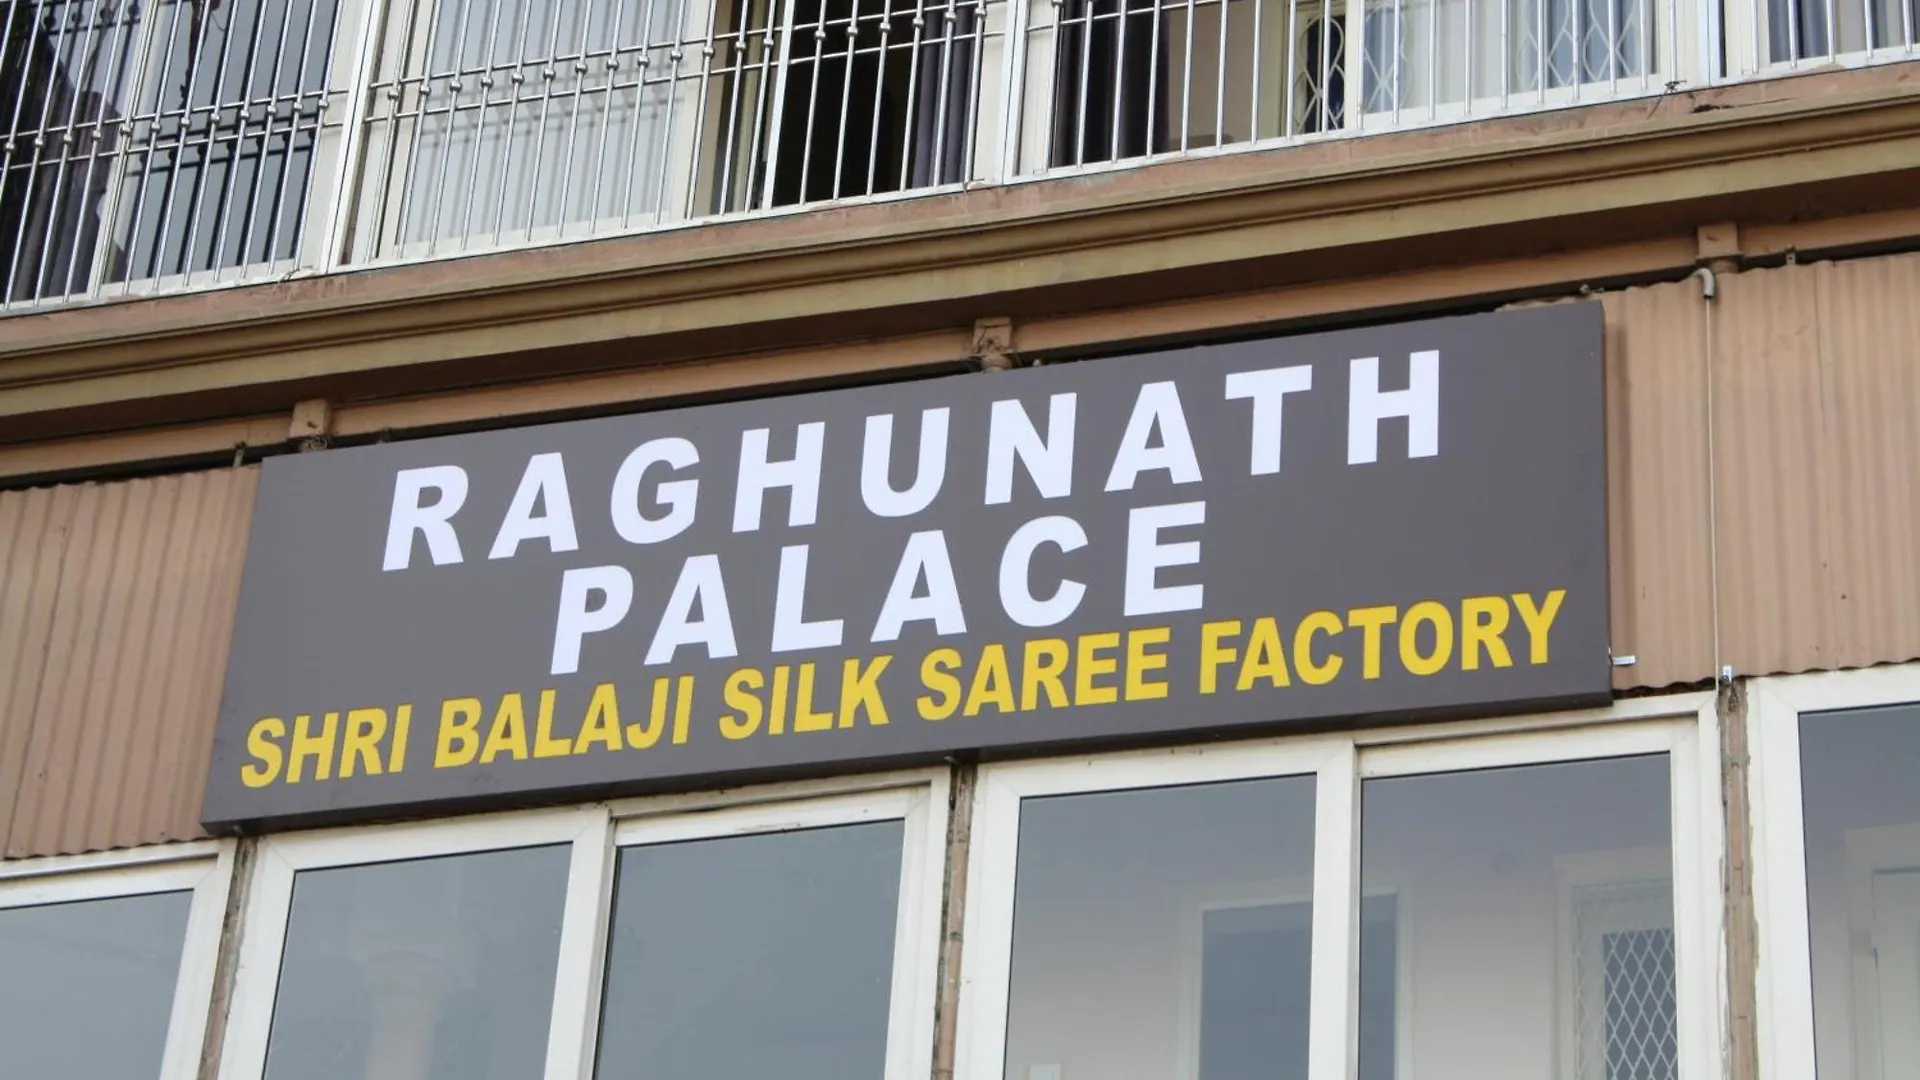 RAGHUNATH
PALACE
SHRI BALAJI SILK SAREE FACTORY